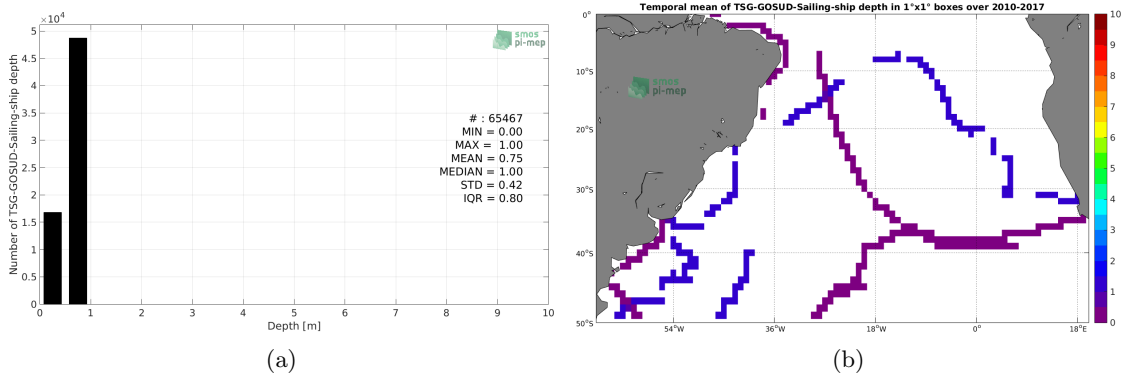 ×10⁴
5
4.5
4
3.5
3
2.5
2
1.5
1
0.5
0
Number of TSG-GOSUD-Sailing-ship depth
smos
pi-mep
# : 65467
MIN = 0.00
MAX = 1.00
MEAN = 0.75
MEDIAN = 1.00
STD = 0.42
IQR = 0.80
0 1 2 3 4 5 6 7 8 9 10
Depth [m]
(a)
Temporal mean of TSG-GOSUD-Sailing-ship depth in 1°x1° boxes over 2010-2017
0°
10°S
20°S
30°S
40°S
50°S
smos
pi-mep
54°W 36°W 18°W 0° 18°E
10
9
8
7
6
5
4
3
2
1
0
(b)